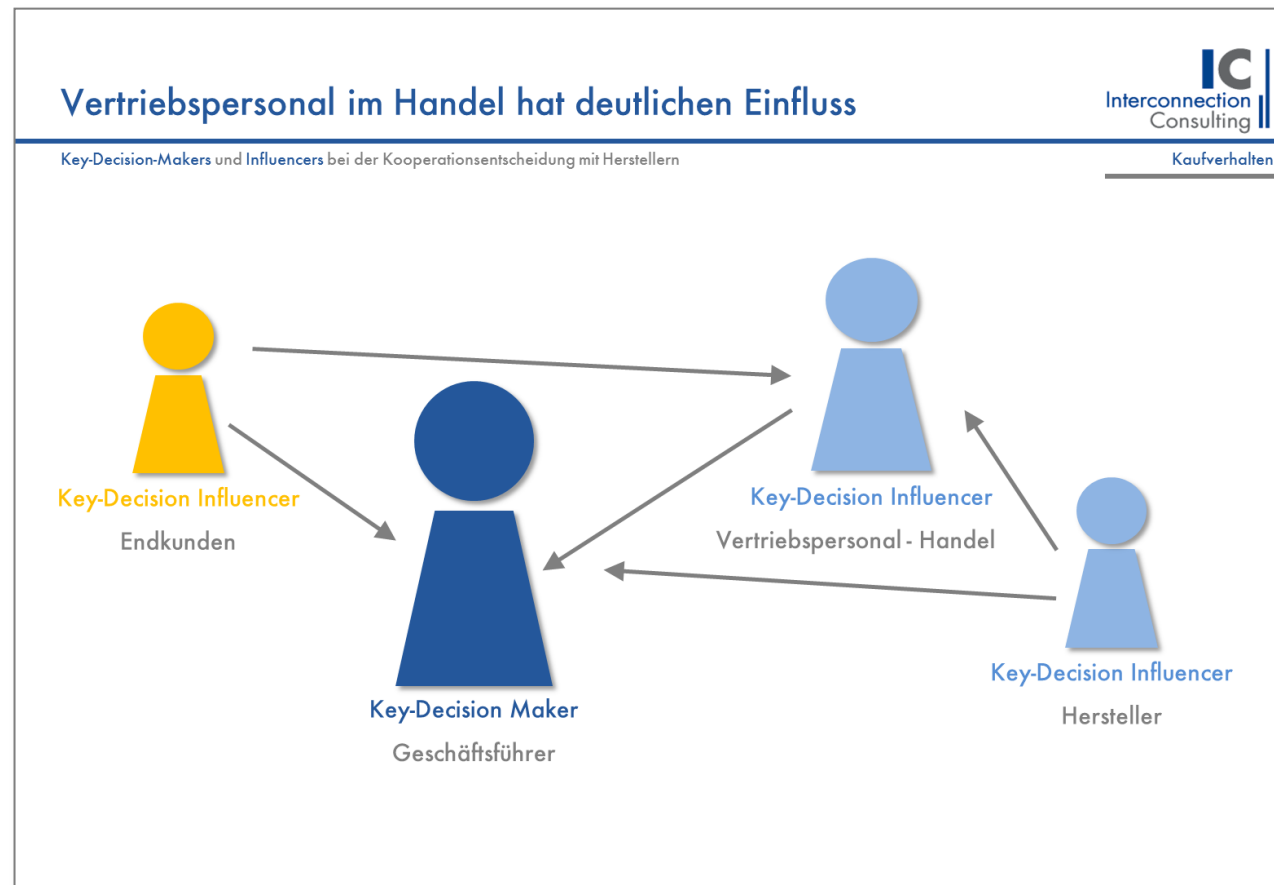 Vertriebspersonal im Handel hat deutlichen Einfluss
IC
Interconnection
Consulting
Key-Decision-Makers und Influencers bei der Kooperationsentscheidung mit Herstellern
Kaufverhalten
Key-Decision Influencer
Endkunden
Key-Decision Influencer
Vertriebspersonal - Handel
Key-Decision Influencer
Hersteller
Key-Decision Maker
Geschäftsführer